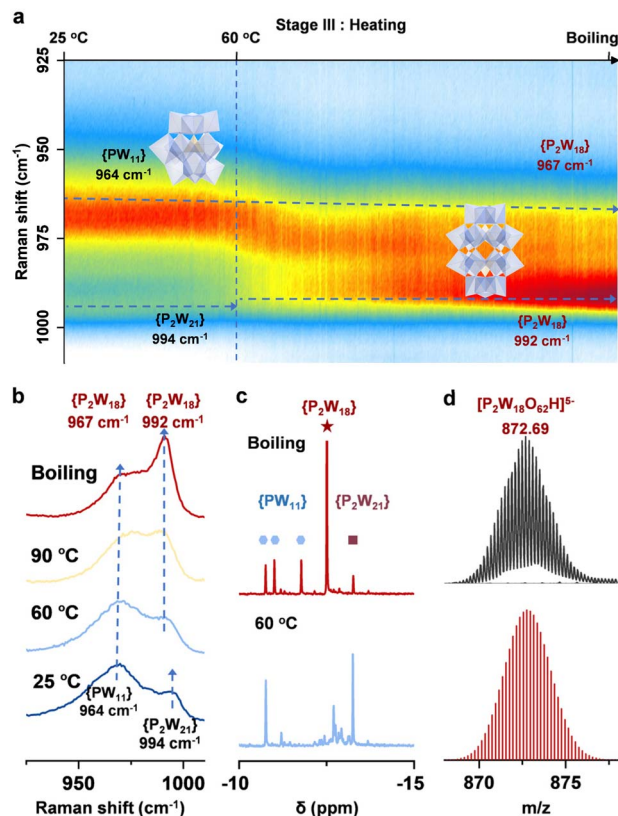 a
Stage III : Heating
25 °C
60 °C
Boiling
925
950
975
1000
Raman shift (cm⁻¹)
{PW₁₁}
964 cm⁻¹
{P₂W₁₈}
967 cm⁻¹
{P₂W₂₁}
994 cm⁻¹
{P₂W₁₈}
992 cm⁻¹
b
{P₂W₁₈}
967 cm⁻¹
{P₂W₁₈}
992 cm⁻¹
Boiling
90 °C
60 °C
25 °C
{PW₁₁}
964 cm⁻¹
{P₂W₂₁}
994 cm⁻¹
950
1000
Raman shift (cm⁻¹)
c
{P₂W₁₈}
Boiling
{PW₁₁}
{P₂W₂₁}
60 °C
-10
-15
δ (ppm)
d
[P₂W₁₈O₆₂H]⁵⁻
872.69
870
875
m/z